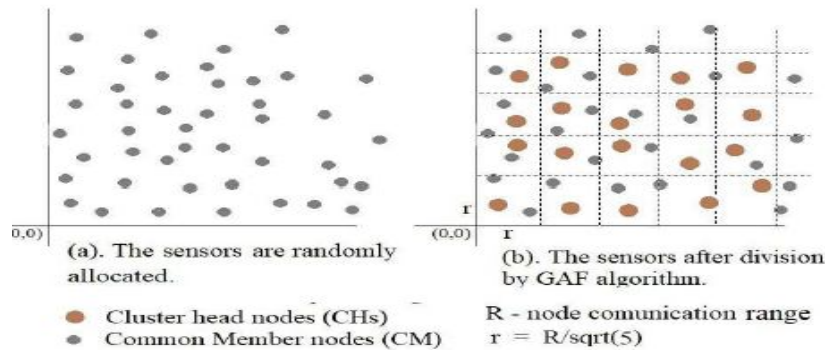 0,0)
(a). The sensors are randomly
allocated.
r
(0,0)
r
(b). The sensors after division
by GAF algorithm.
Cluster head nodes (CHs)
Common Member nodes (CM)
R - node comunication range
r = R/sqrt(5)